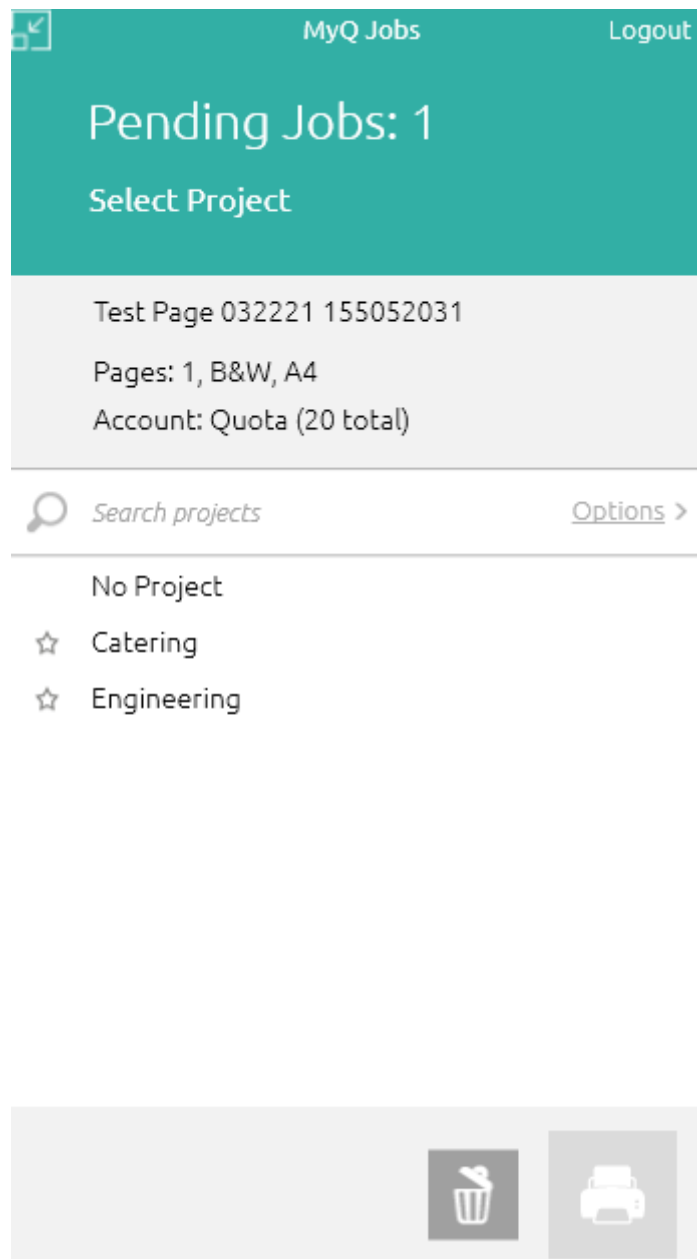 MyQ Jobs Logout
Pending Jobs: 1
Select Project
Test Page 032221 155052031
Pages: 1, B&W, A4
Account: Quota (20 total)
Search projects Options >
No Project
Catering
Engineering